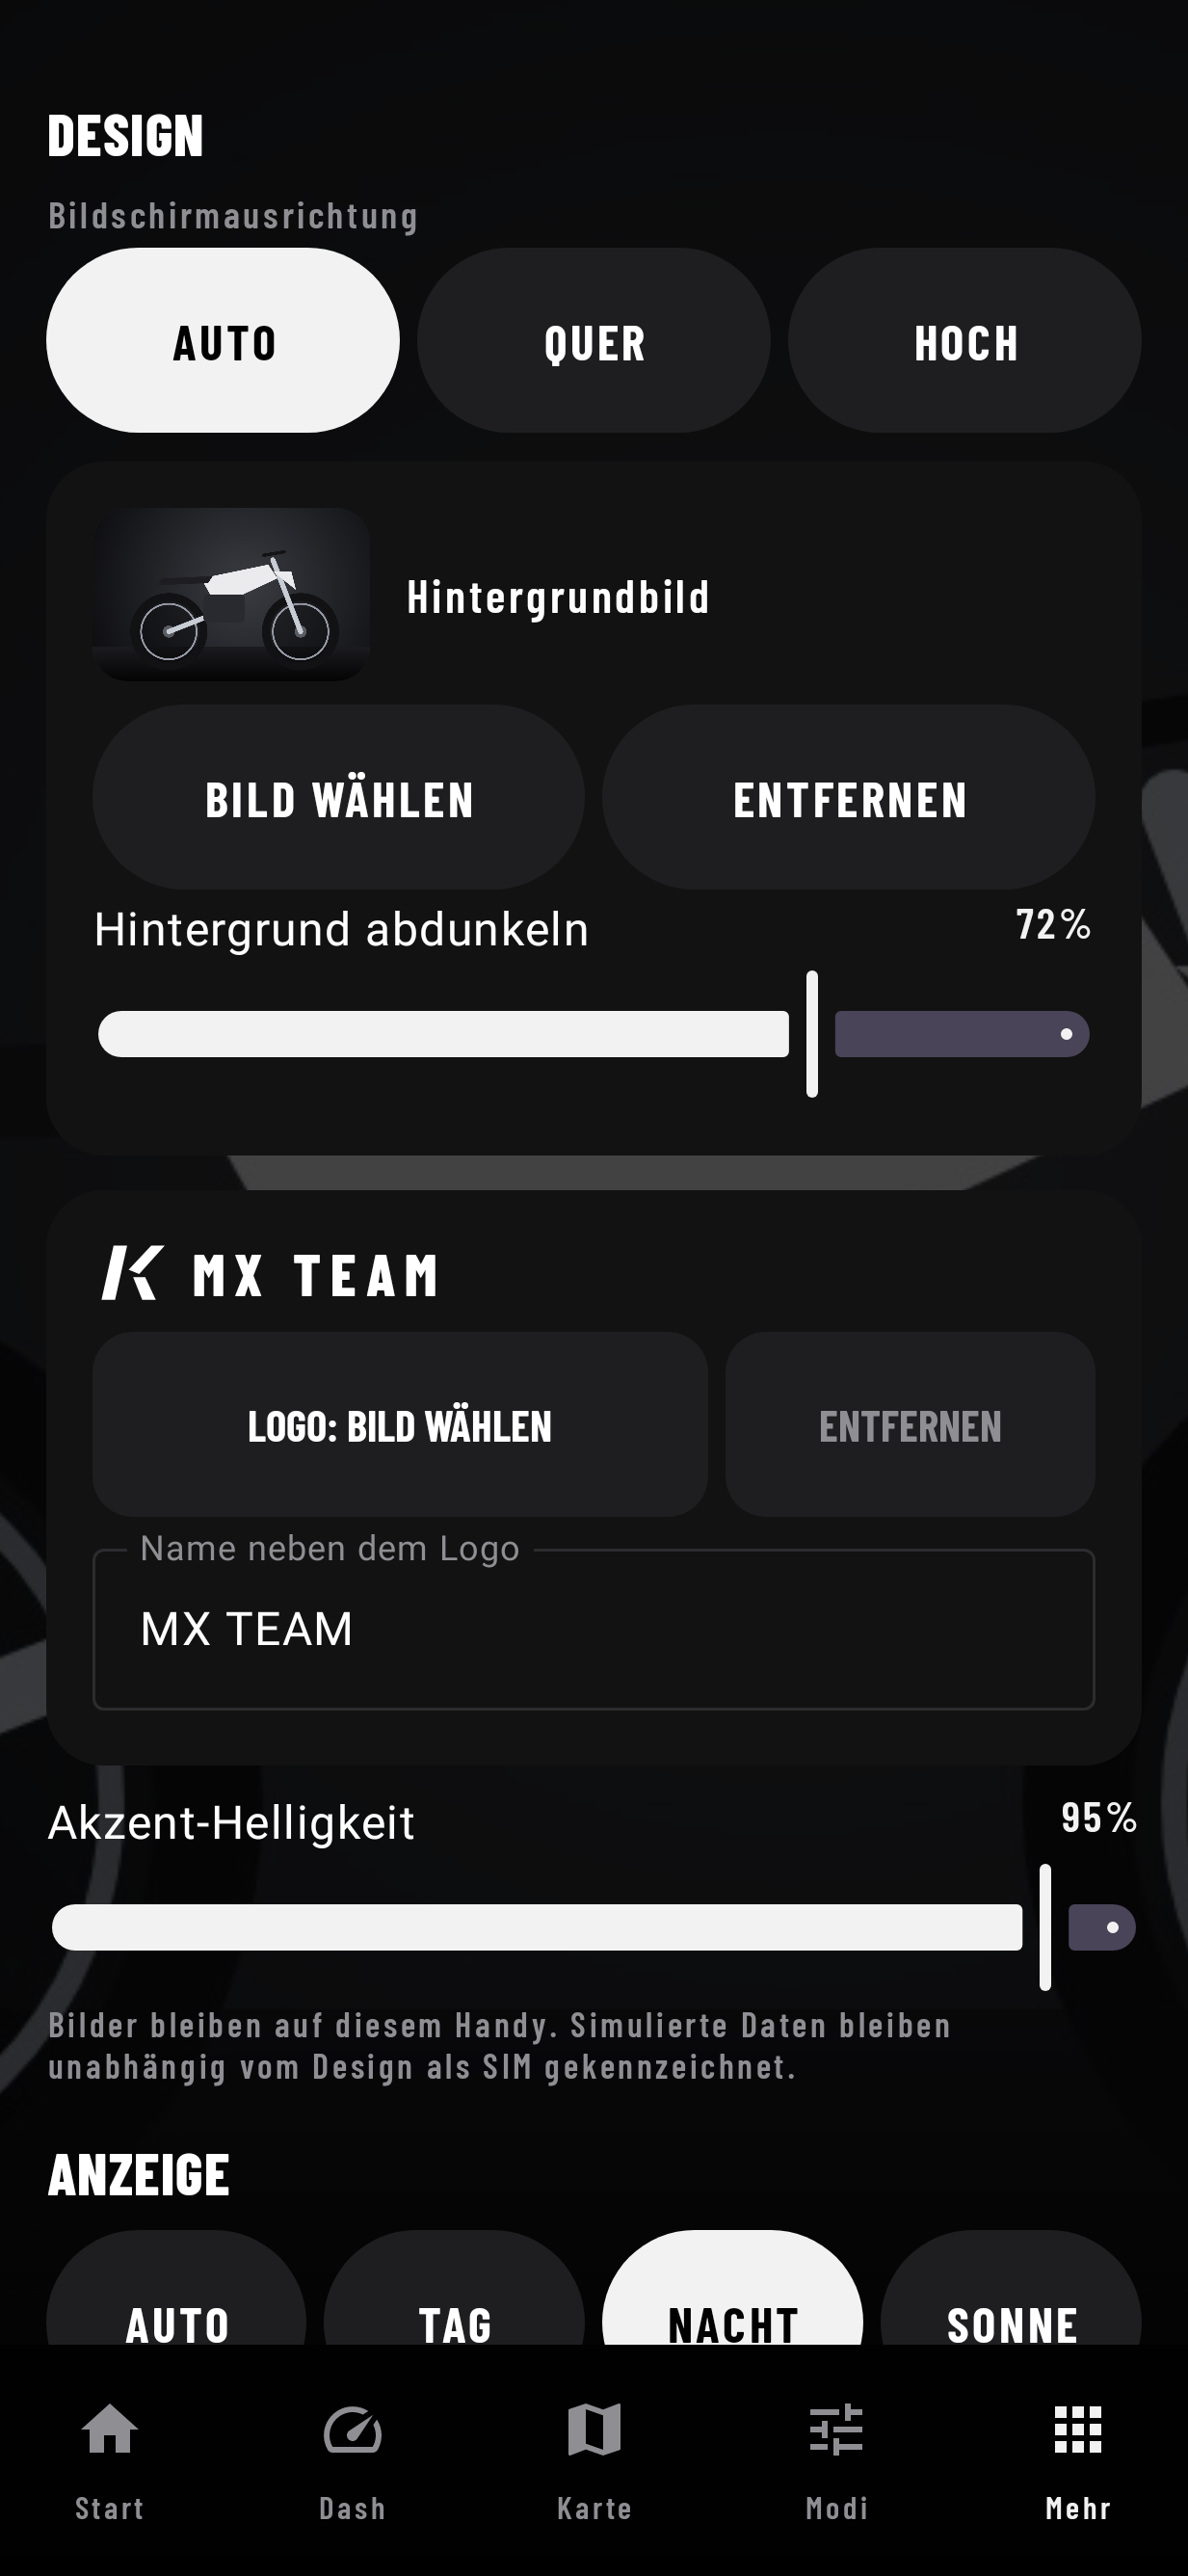 DESIGN
Bildschirmausrichtung
AUTO QUER HOCH
Hintergrundbild
BILD WÄHLEN ENTFERNEN
Hintergrund abdunkeln 72%
MX TEAM
LOGO: BILD WÄHLEN ENTFERNEN
Name neben dem Logo
MX TEAM
Akzent-Helligkeit 95%
Bilder bleiben auf diesem Handy. Simulierte Daten bleiben
unabhängig vom Design als SIM gekennzeichnet.
ANZEIGE
AUTO TAG NACHT SONNE
Start Dash Karte Modi Mehr